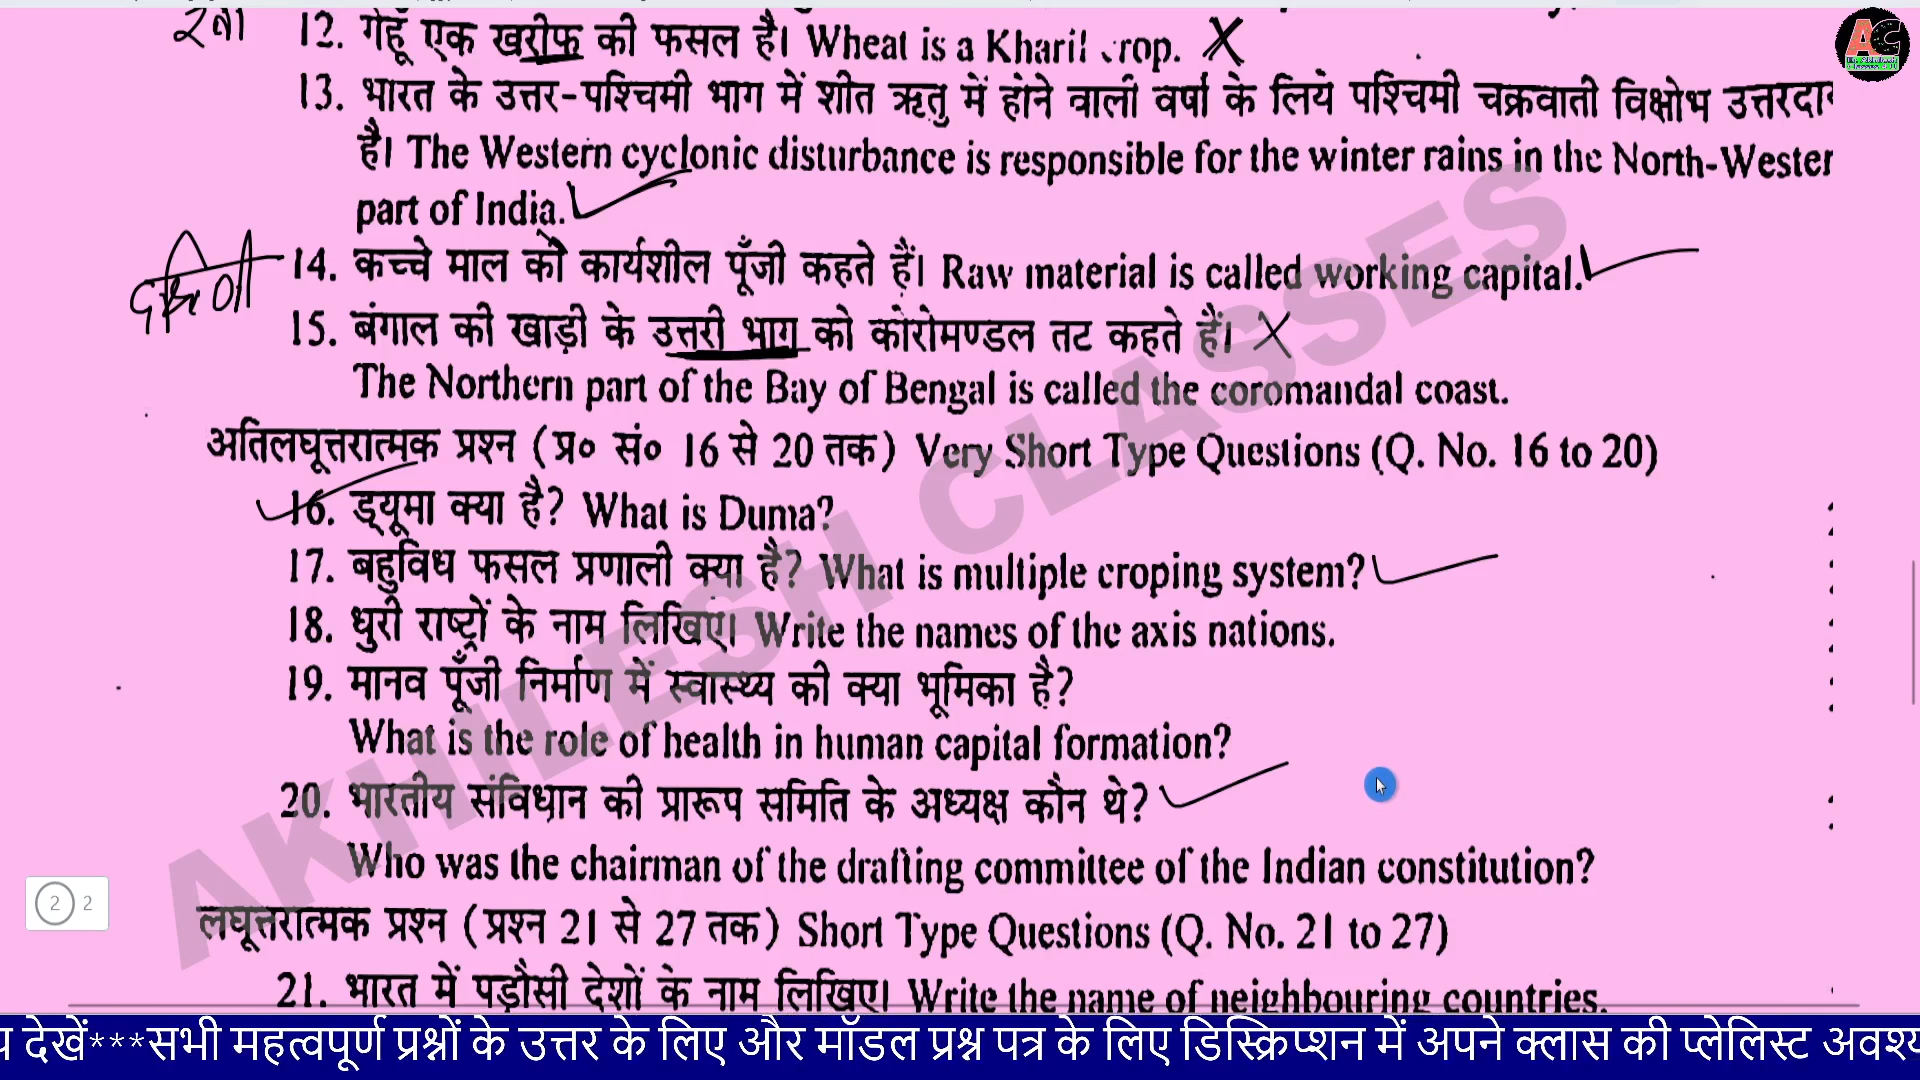 रबी
12. गेहूँ एक खरीफ की फसल है। Wheat is a Kharif crop. X
13. भारत के उत्तर-पश्चिमी भाग में शीत ऋतु में होने वाली वर्षा के लिये पश्चिमी चक्रवाती विक्षोभ उत्तरदा
है। The Western cyclonic disturbance is responsible for the winter rains in the North-Wester
part of India.
14. कच्चे माल को कार्यशील पूँजी कहते हैं। Raw material is called working capital.
15. बंगाल की खाड़ी के उत्तरी भाग को कोरोमण्डल तट कहते हैं। X
The Northern part of the Bay of Bengal is called the coromandal coast.
अतिलघूत्तरात्मक प्रश्न (प्र० सं० 16 से 20 तक) Very Short Type Questions (Q. No. 16 to 20)
16. ड्यूमा क्या है? What is Duma?
17. बहुविध फसल प्रणाली क्या है? What is multiple croping system?
18. धुरी राष्ट्रों के नाम लिखिए। Write the names of the axis nations.
19. मानव पूँजी निर्माण में स्वास्थ्य की क्या भूमिका है?
What is the role of health in human capital formation?
20. भारतीय संविधान की प्रारूप समिति के अध्यक्ष कौन थे?
Who was the chairman of the drafting committee of the Indian constitution?
लघूत्तरात्मक प्रश्न (प्रश्न 21 से 27 तक) Short Type Questions (Q. No. 21 to 27)
21. भारत में पड़ौसी देशों के नाम लिखिए। Write the name of neighbouring countries.
AKHILESH CLASSES
AC
2 2
य देखें***सभी महत्वपूर्ण प्रश्नों के उत्तर के लिए और मॉडल प्रश्न पत्र के लिए डिस्क्रिप्शन में अपने क्लास की प्लेलिस्ट अवश्य